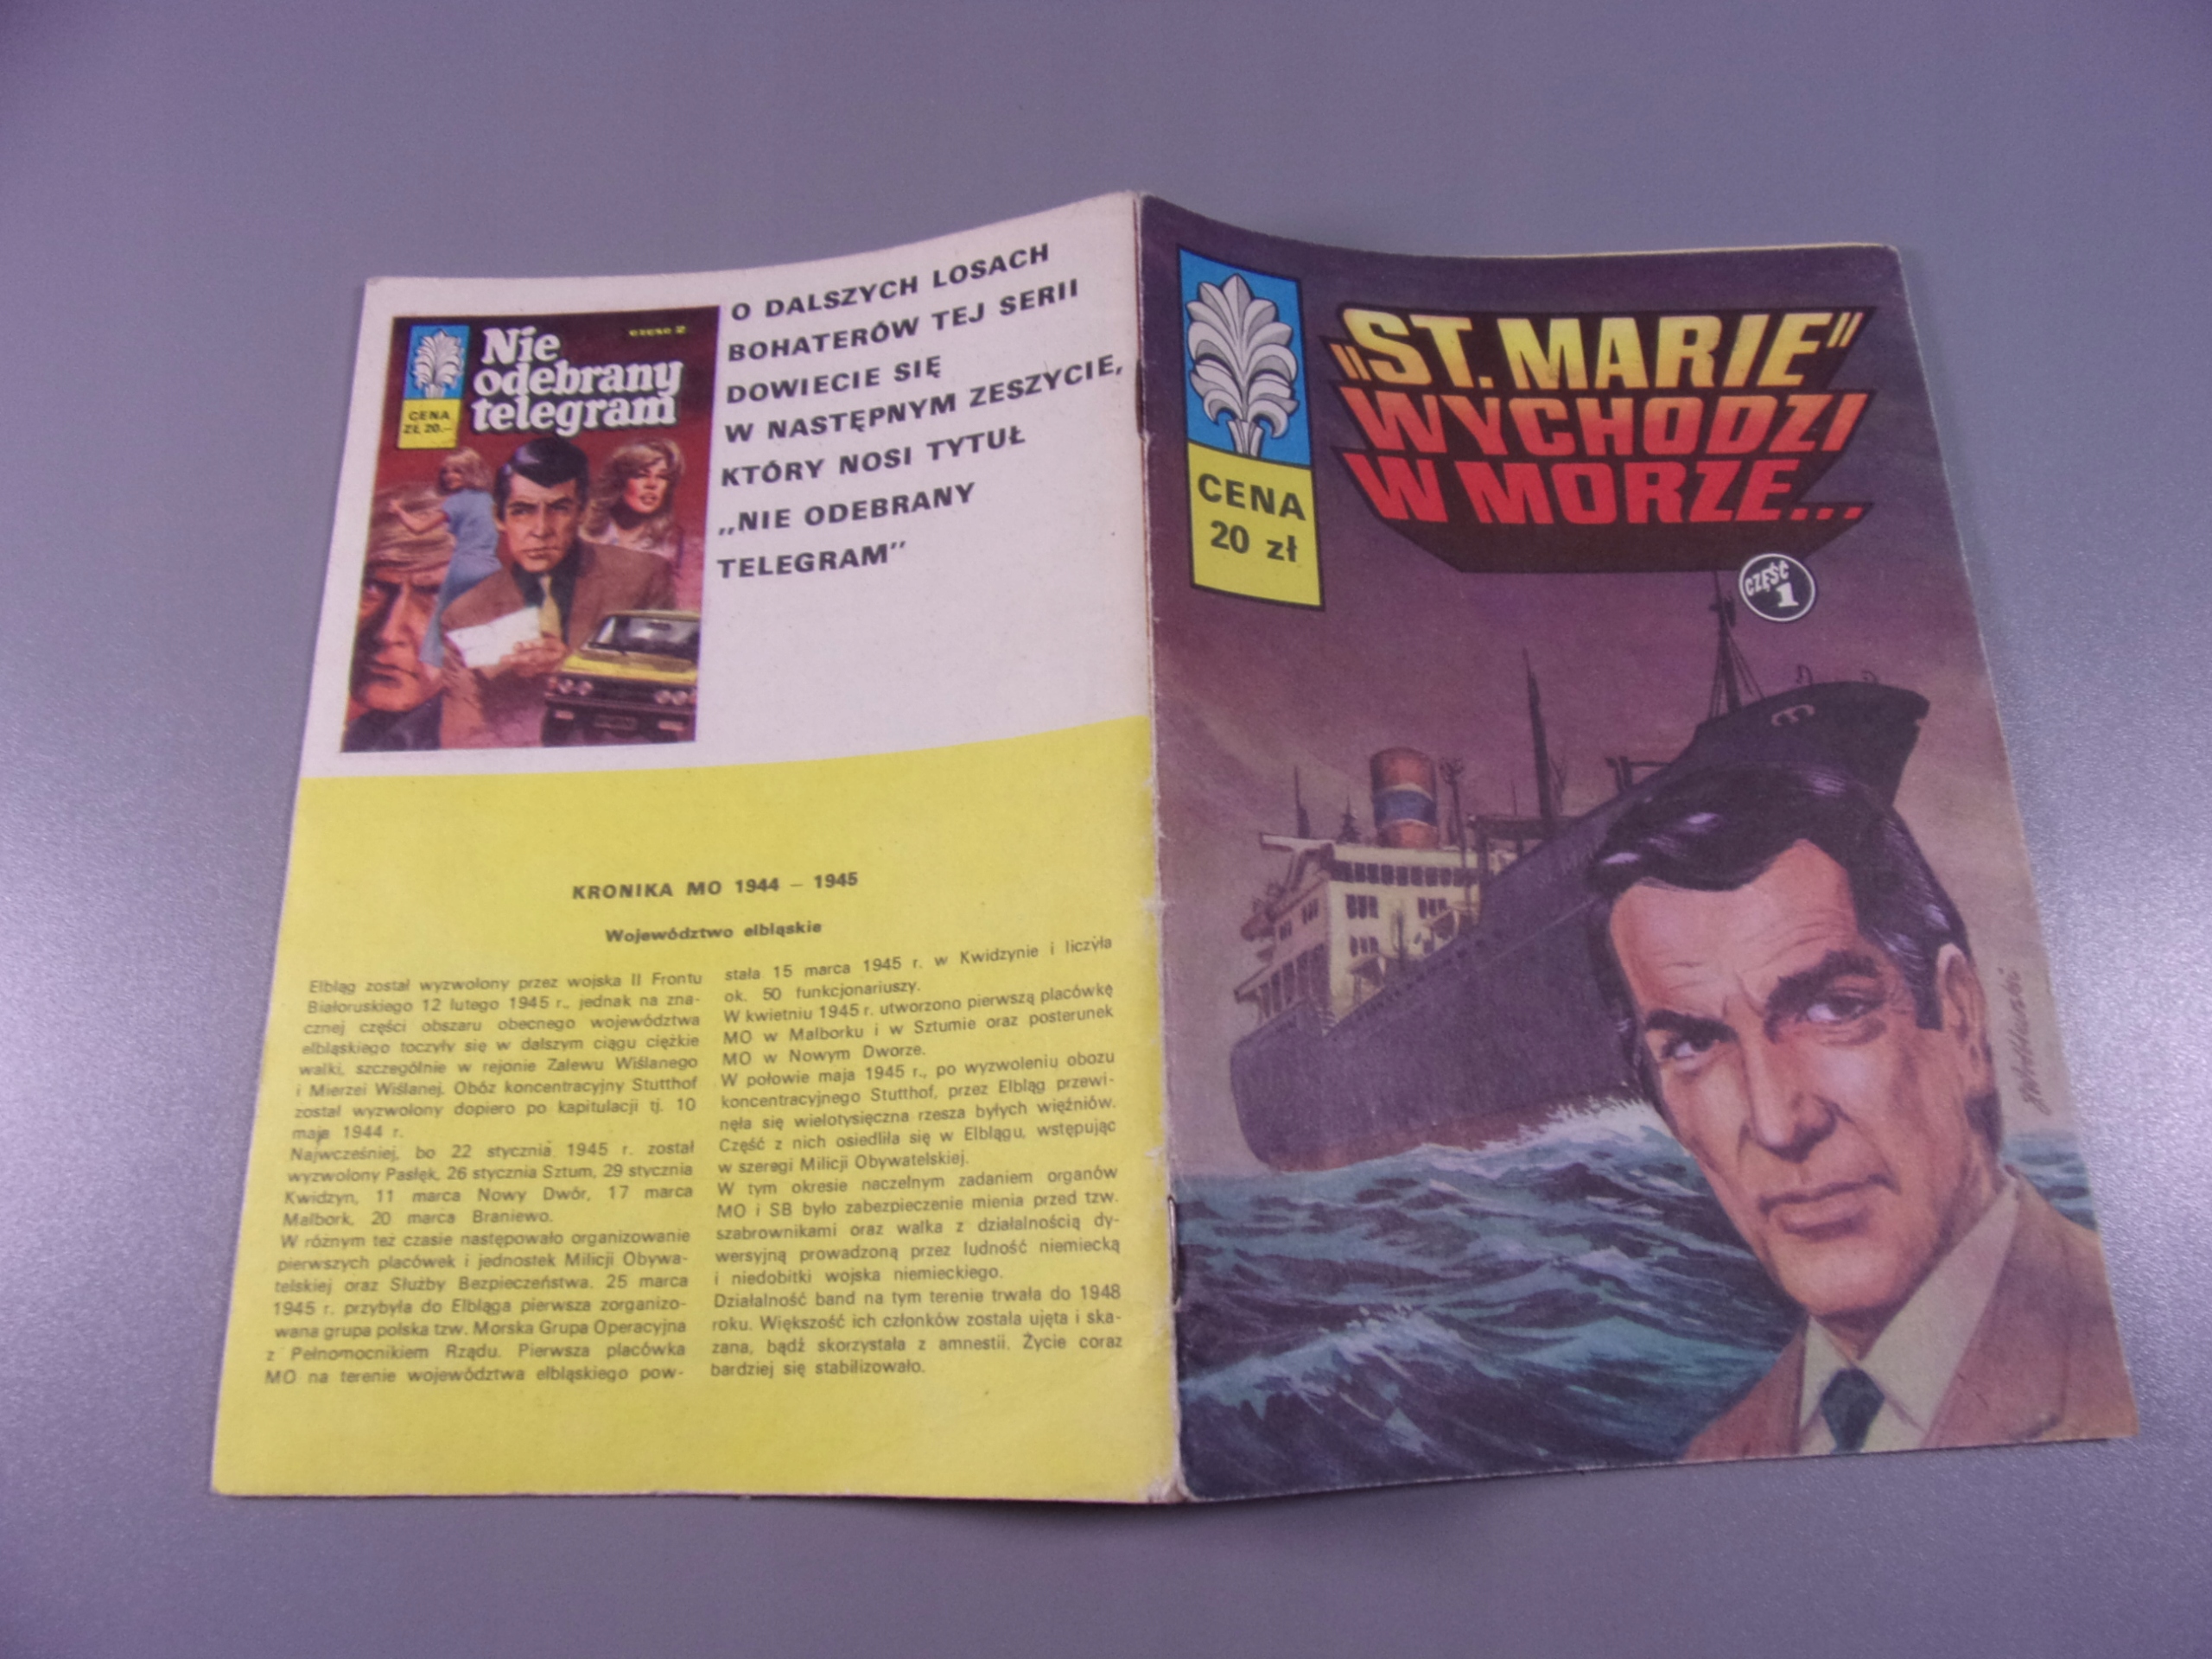 Nie
odebrany
telegram
część 2
CENA
ZŁ 20.-
O DALSZYCH LOSACH
BOHATERÓW TEJ SERII
DOWIECIE SIĘ
W NASTĘPNYM ZESZYCIE,
KTÓRY NOSI TYTUŁ
„NIE ODEBRANY
TELEGRAM"
KRONIKA MO 1944 – 1945
Województwo elbląskie
Elbląg został wyzwolony przez wojska II Frontu
Białoruskiego 12 lutego 1945 r., jednak na zna-
cznej części obszaru obecnego województwa
elbląskiego toczyły się w dalszym ciągu ciężkie
walki, szczególnie w rejonie Zalewu Wiślanego
i Mierzei Wiślanej. Obóz koncentracyjny Stutthof
został wyzwolony dopiero po kapitulacji tj. 10
maja 1944 r.
Najwcześniej, bo 22 stycznia 1945 r. został
wyzwolony Pasłęk, 26 stycznia Sztum, 29 stycznia
Kwidzyn, 11 marca Nowy Dwór, 17 marca
Malbork, 20 marca Braniewo.
W różnym też czasie następowało organizowanie
pierwszych placówek i jednostek Milicji Obywa-
telskiej oraz Służby Bezpieczeństwa. 25 marca
1945 r. przybyła do Elbląga pierwsza zorganizo-
wana grupa polska tzw. Morska Grupa Operacyjna
z Pełnomocnikiem Rządu. Pierwsza placówka
MO na terenie województwa elbląskiego pow-
stała 15 marca 1945 r. w Kwidzynie i liczyła
ok. 50 funkcjonariuszy.
W kwietniu 1945 r. utworzono pierwszą placówkę
MO w Malborku i w Sztumie oraz posterunek
MO w Nowym Dworze.
W połowie maja 1945 r., po wyzwoleniu obozu
koncentracyjnego Stutthof, przez Elbląg przewi-
nęła się wielotysięczna rzesza byłych więźniów.
Część z nich osiedliła się w Elblągu, wstępując
w szeregi Milicji Obywatelskiej.
W tym okresie naczelnym zadaniem organów
MO i SB było zabezpieczenie mienia przed tzw.
szabrownikami oraz walka z działalnością dy-
wersyjną prowadzoną przez ludność niemiecką
i niedobitki wojska niemieckiego.
Działalność band na tym terenie trwała do 1948
roku. Większość ich członków została ujęta i ska-
zana, bądź skorzystała z amnestii. Życie coraz
bardziej się stabilizowało.
CENA
20 zł
„ST. MARIE"
WYCHODZI
W MORZE...
CZĘŚĆ
1